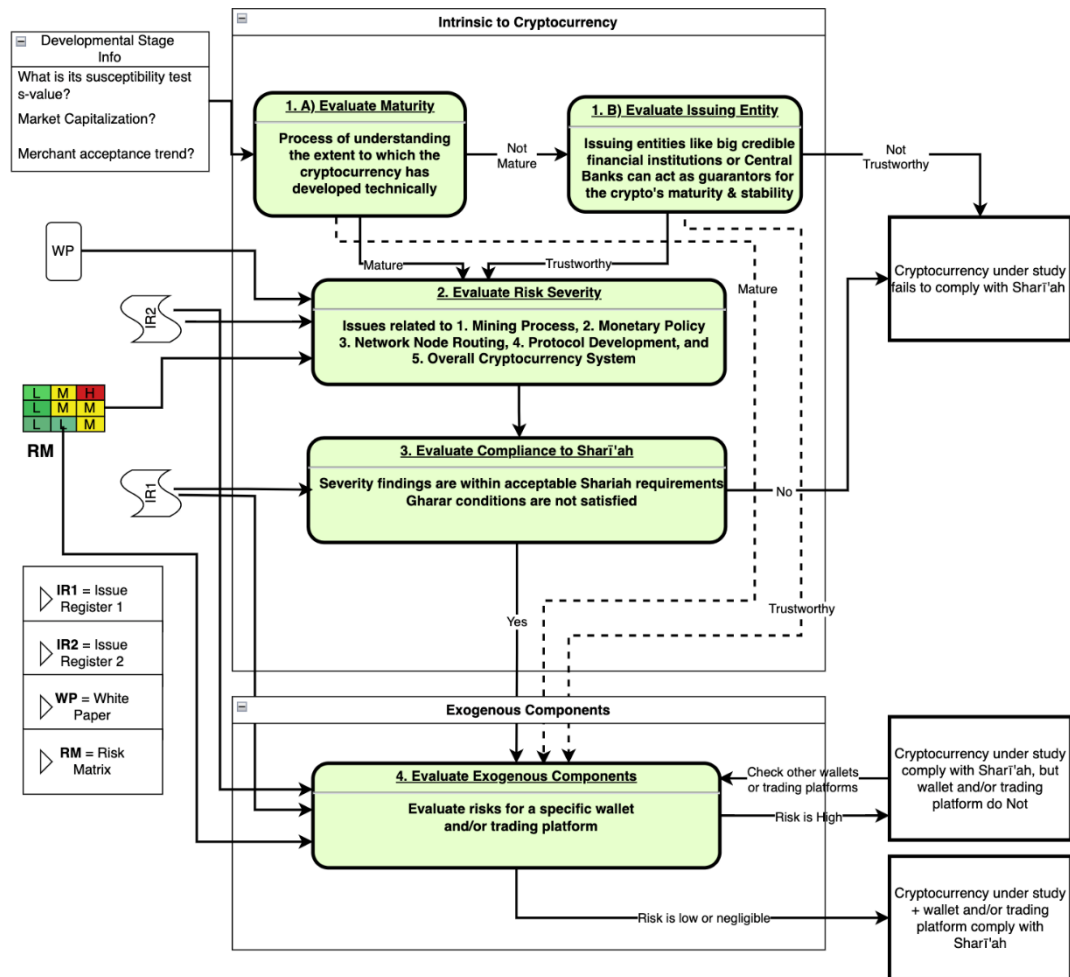 Intrinsic to Cryptocurrency
Developmental Stage
Info
What is its susceptibility test
s-value?
Market Capitalization?
Merchant acceptance trend?
1. A) Evaluate Maturity
Process of understanding
the extent to which the
cryptocurrency has
developed technically
Not
Mature
1. B) Evaluate Issuing Entity
Issuing entities like big credible
financial institutions or Central
Banks can act as guarantors for
the crypto's maturity & stability
Not
Trustworthy
WP
Mature
Trustworthy
Mature
Cryptocurrency under study
fails to comply with Sharī'ah
2. Evaluate Risk Severity
Issues related to 1. Mining Process, 2. Monetary Policy
3. Network Node Routing, 4. Protocol Development, and
5. Overall Cryptocurrency System
IR2
L M H
L M M
L L M
RM
3. Evaluate Compliance to Sharī'ah
Severity findings are within acceptable Shariah requirements
Gharar conditions are not satisfied
No
IR1
IR1 = Issue
Register 1
IR2 = Issue
Register 2
WP = White
Paper
RM = Risk
Matrix
Yes
Trustworthy
Exogenous Components
4. Evaluate Exogenous Components
Evaluate risks for a specific wallet
and/or trading platform
Check other wallets
or trading platforms
Risk is High
Cryptocurrency under study
comply with Sharī'ah, but
wallet and/or trading
platform do Not
Risk is low or negligible
Cryptocurrency under study
+ wallet and/or trading
platform comply with
Sharī'ah